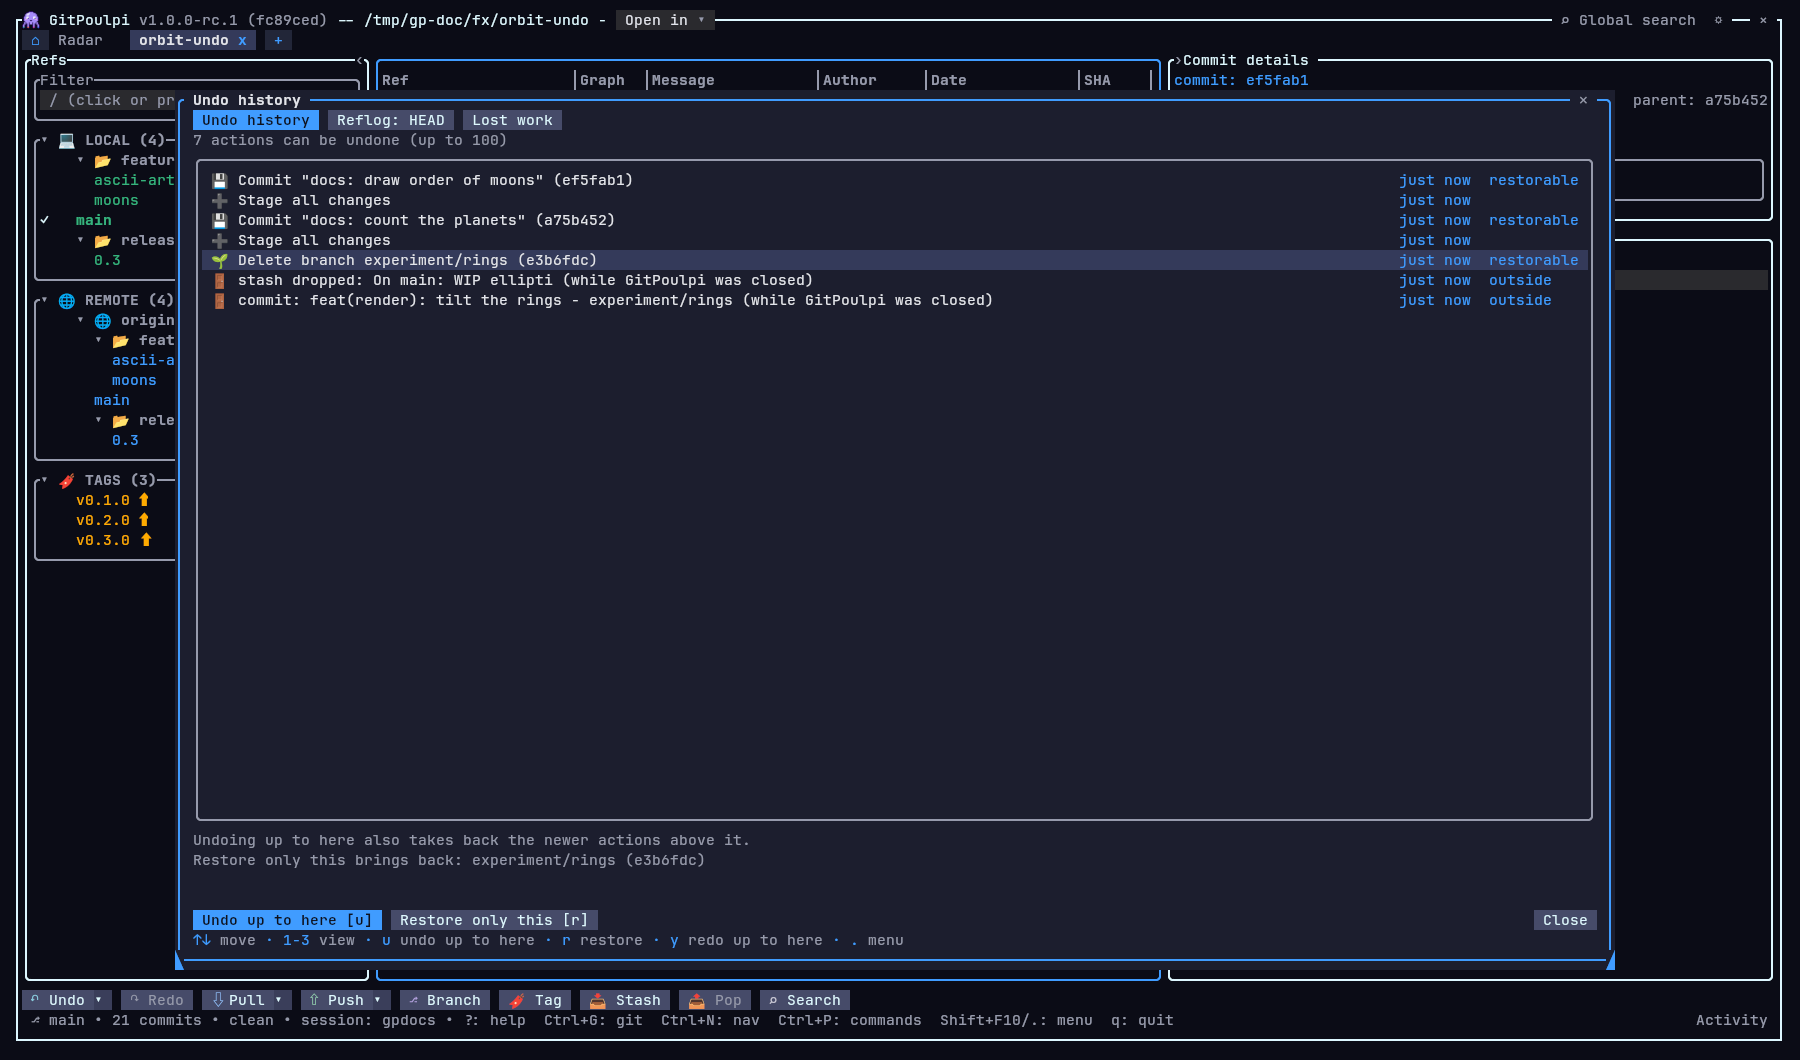 GitPoulpi v1.0.0-rc.1 (fc89ced) —— /tmp/gp-doc/fx/orbit-undo - Open in ▾ ⌕ Global search ⚙ ×
⌂ Radar orbit-undo x +
Refs ‹ ›Commit details
Filter Ref Graph Message Author Date SHA commit: ef5fab1
/ (click or pr Undo history × parent: a75b452
Undo history Reflog: HEAD Lost work
7 actions can be undone (up to 100)
▾ LOCAL (4)
▾ featur
ascii-art
moons
✓ main
▾ releas
0.3
▾ REMOTE (4)
▾ origin
▾ feat
ascii-a
moons
main
▾ rele
0.3
▾ TAGS (3)
v0.1.0 ⬆
v0.2.0 ⬆
v0.3.0 ⬆
Commit "docs: draw order of moons" (ef5fab1) just now restorable
Stage all changes just now
Commit "docs: count the planets" (a75b452) just now restorable
Stage all changes just now
Delete branch experiment/rings (e3b6fdc) just now restorable
stash dropped: On main: WIP ellipti (while GitPoulpi was closed) just now outside
commit: feat(render): tilt the rings - experiment/rings (while GitPoulpi was closed) just now outside
Undoing up to here also takes back the newer actions above it.
Restore only this brings back: experiment/rings (e3b6fdc)
Undo up to here [u] Restore only this [r] Close
↑↓ move · 1-3 view · u undo up to here · r restore · y redo up to here · . menu
↶ Undo ▾ ↷ Redo ⇩ Pull ▾ ⇧ Push ▾ ⎇ Branch Tag Stash Pop ⌕ Search
⎇ main • 21 commits • clean • session: gpdocs • ?: help Ctrl+G: git Ctrl+N: nav Ctrl+P: commands Shift+F10/.: menu q: quit Activity